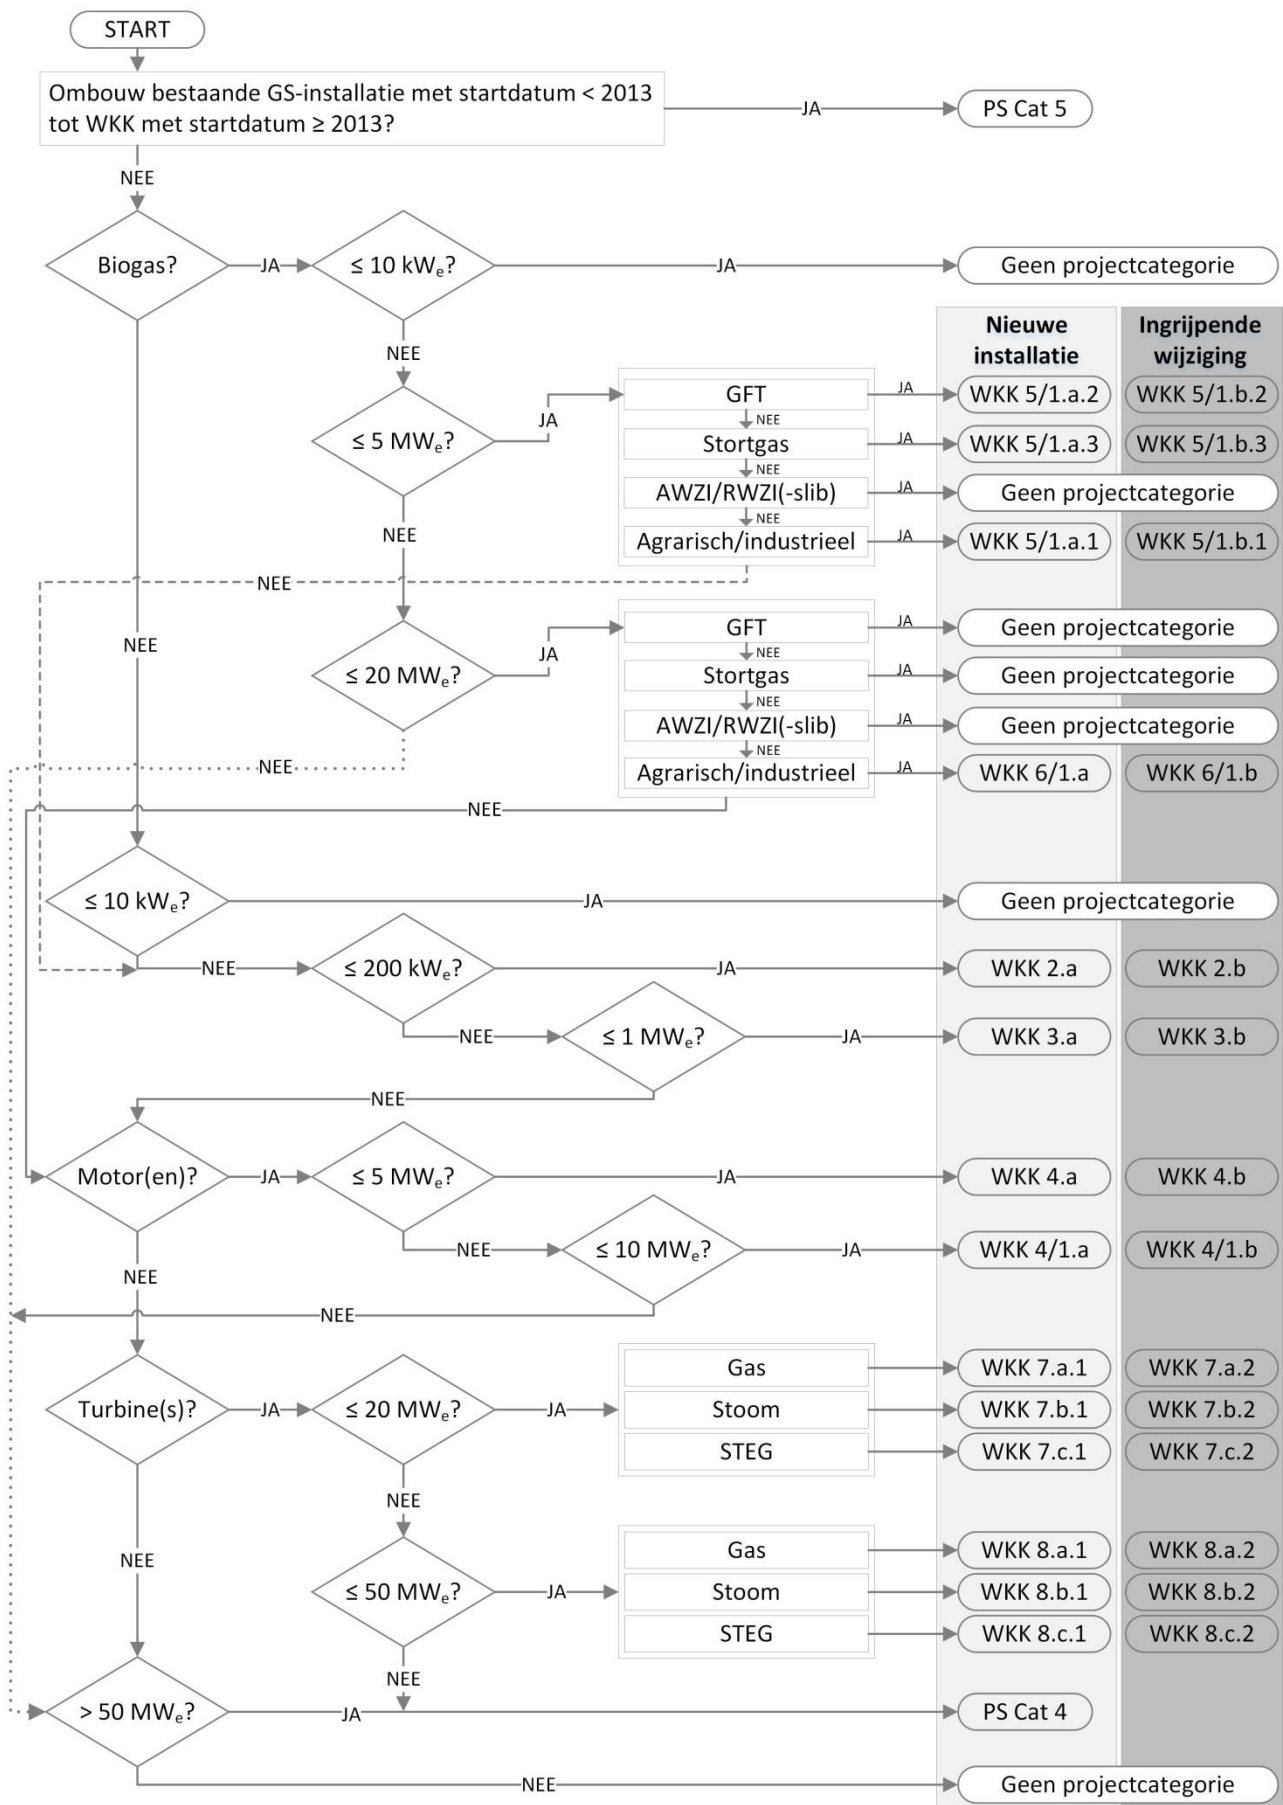 START
Ombouw bestaande GS-installatie met startdatum < 2013
tot WKK met startdatum ≥ 2013?
JA
PS Cat 5
NEE
Biogas?
JA
≤ 10 kWₑ?
JA
Geen projectcategorie
Nieuwe
installatie
Ingrijpende
wijziging
NEE
≤ 5 MWₑ?
JA
GFT
JA
WKK 5/1.a.2
WKK 5/1.b.2
NEE
Stortgas
JA
WKK 5/1.a.3
WKK 5/1.b.3
NEE
AWZI/RWZI(-slib)
JA
Geen projectcategorie
NEE
Agrarisch/industrieel
JA
WKK 5/1.a.1
WKK 5/1.b.1
NEE
NEE
NEE
≤ 20 MWₑ?
JA
GFT
JA
Geen projectcategorie
NEE
Stortgas
JA
Geen projectcategorie
NEE
AWZI/RWZI(-slib)
JA
Geen projectcategorie
NEE
Agrarisch/industrieel
JA
WKK 6/1.a
WKK 6/1.b
NEE
NEE
≤ 10 kWₑ?
JA
Geen projectcategorie
NEE
≤ 200 kWₑ?
JA
WKK 2.a
WKK 2.b
NEE
≤ 1 MWₑ?
JA
WKK 3.a
WKK 3.b
NEE
Motor(en)?
JA
≤ 5 MWₑ?
JA
WKK 4.a
WKK 4.b
NEE
≤ 10 MWₑ?
JA
WKK 4/1.a
WKK 4/1.b
NEE
NEE
Turbine(s)?
JA
≤ 20 MWₑ?
JA
Gas
WKK 7.a.1
WKK 7.a.2
Stoom
WKK 7.b.1
WKK 7.b.2
STEG
WKK 7.c.1
WKK 7.c.2
NEE
NEE
≤ 50 MWₑ?
JA
Gas
WKK 8.a.1
WKK 8.a.2
Stoom
WKK 8.b.1
WKK 8.b.2
STEG
WKK 8.c.1
WKK 8.c.2
NEE
> 50 MWₑ?
JA
PS Cat 4
NEE
Geen projectcategorie